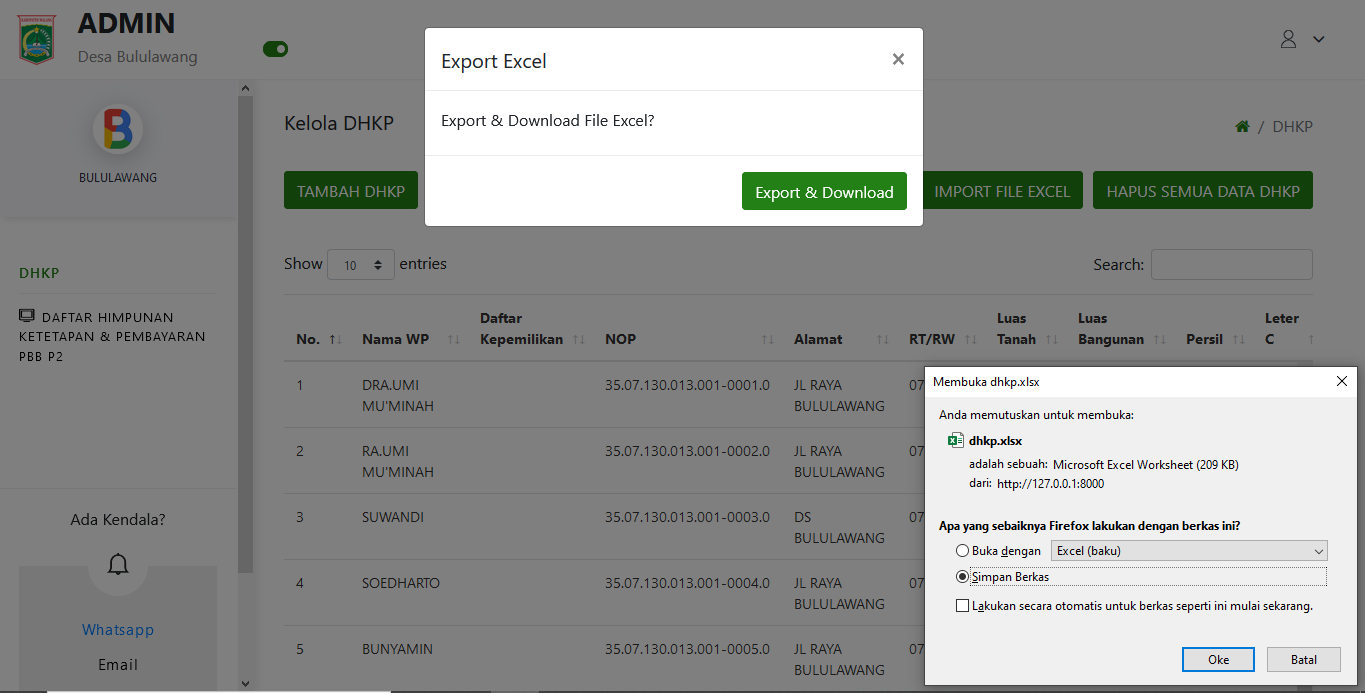 ADMIN
Desa Bululawang
BULULAWANG
DHKP
DAFTAR HIMPUNAN
KETETAPAN & PEMBAYARAN
PBB P2
Ada Kendala?
Whatsapp
Email
Export Excel
×
Export & Download File Excel?
Export & Download
Kelola DHKP
/ DHKP
TAMBAH DHKP
IMPORT FILE EXCEL
HAPUS SEMUA DATA DHKP
Show 10 entries
Search:
No. Nama WP Daftar Kepemilikan NOP Alamat RT/RW Luas Tanah Luas Bangunan Persil Leter C
1 DRA.UMI MU'MINAH 35.07.130.013.001-0001.0 JL RAYA BULULAWANG 07
2 RA.UMI MU'MINAH 35.07.130.013.001-0002.0 JL RAYA BULULAWANG 07
3 SUWANDI 35.07.130.013.001-0003.0 DS BULULAWANG 07
4 SOEDHARTO 35.07.130.013.001-0004.0 JL RAYA BULULAWANG 07
5 BUNYAMIN 35.07.130.013.001-0005.0 JL RAYA BULULAWANG 07
Membuka dhkp.xlsx
Anda memutuskan untuk membuka:
dhkp.xlsx
adalah sebuah: Microsoft Excel Worksheet (209 KB)
dari: http://127.0.0.1:8000
Apa yang sebaiknya Firefox lakukan dengan berkas ini?
Buka dengan Excel (baku)
Simpan Berkas
Lakukan secara otomatis untuk berkas seperti ini mulai sekarang.
Oke
Batal